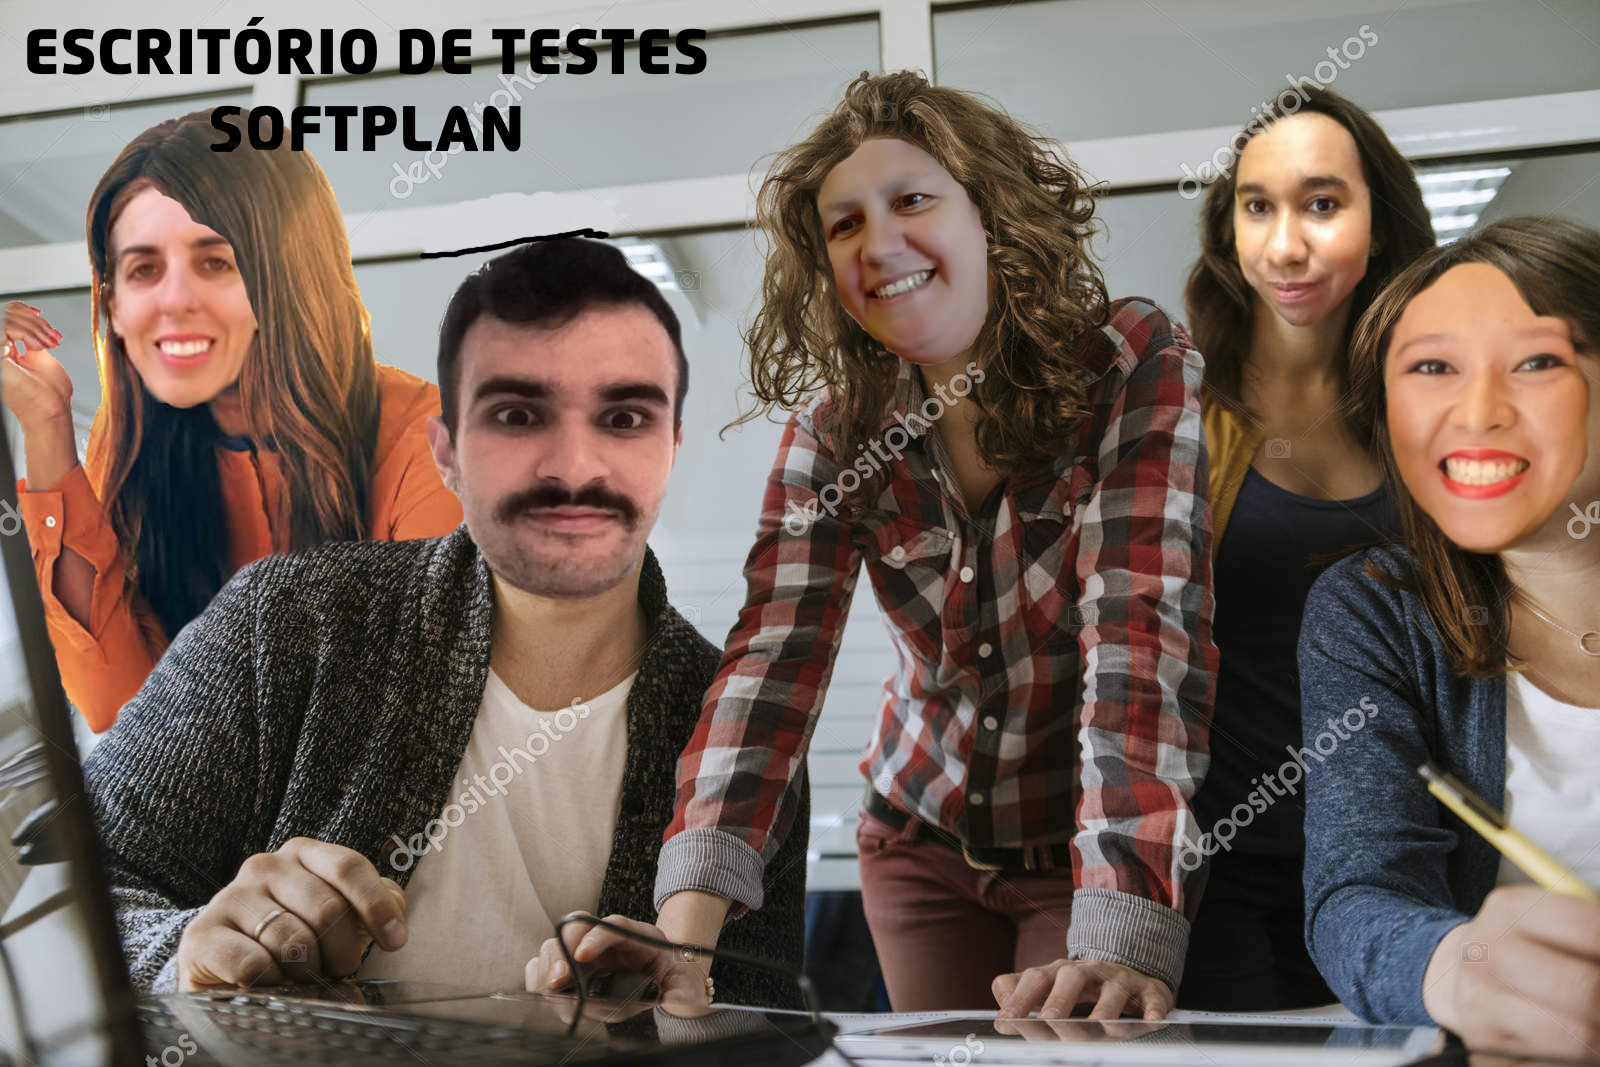 ESCRITÓRIO DE TESTES
SOFTPLAN
depositphotos
depositphotos
depositphotos
depositphotos
depositphotos